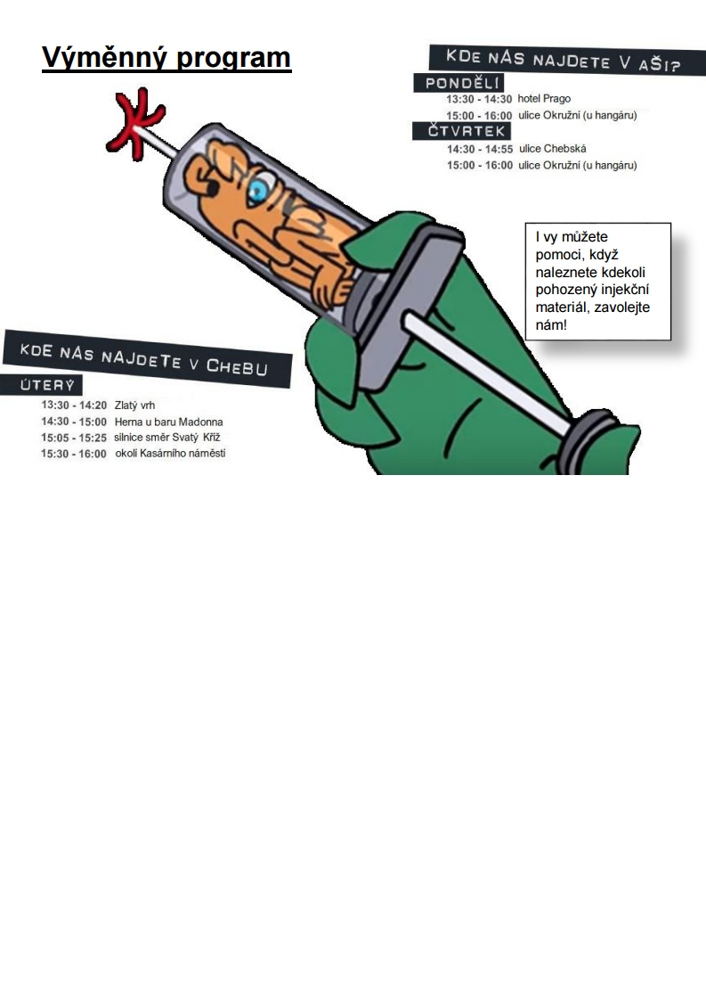 Výměnný program
KDE NÁS NAJDETE V AŠI?
PONDĚLÍ
13:30 - 14:30 hotel Prago
15:00 - 16:00 ulice Okružní (u hangáru)
ČTVRTEK
14:30 - 14:55 ulice Chebská
15:00 - 16:00 ulice Okružní (u hangáru)
I vy můžete
pomoci, když
naleznete kdekoli
pohozený injekční
materiál, zavolejte
nám!
KDE NÁS NAJDETE V CHEBU
ÚTERÝ
13:30 - 14:20 Zlatý vrh
14:30 - 15:00 Herna u baru Madonna
15:05 - 15:25 silnice směr Svatý Kříž
15:30 - 16:00 okolí Kasárního náměstí